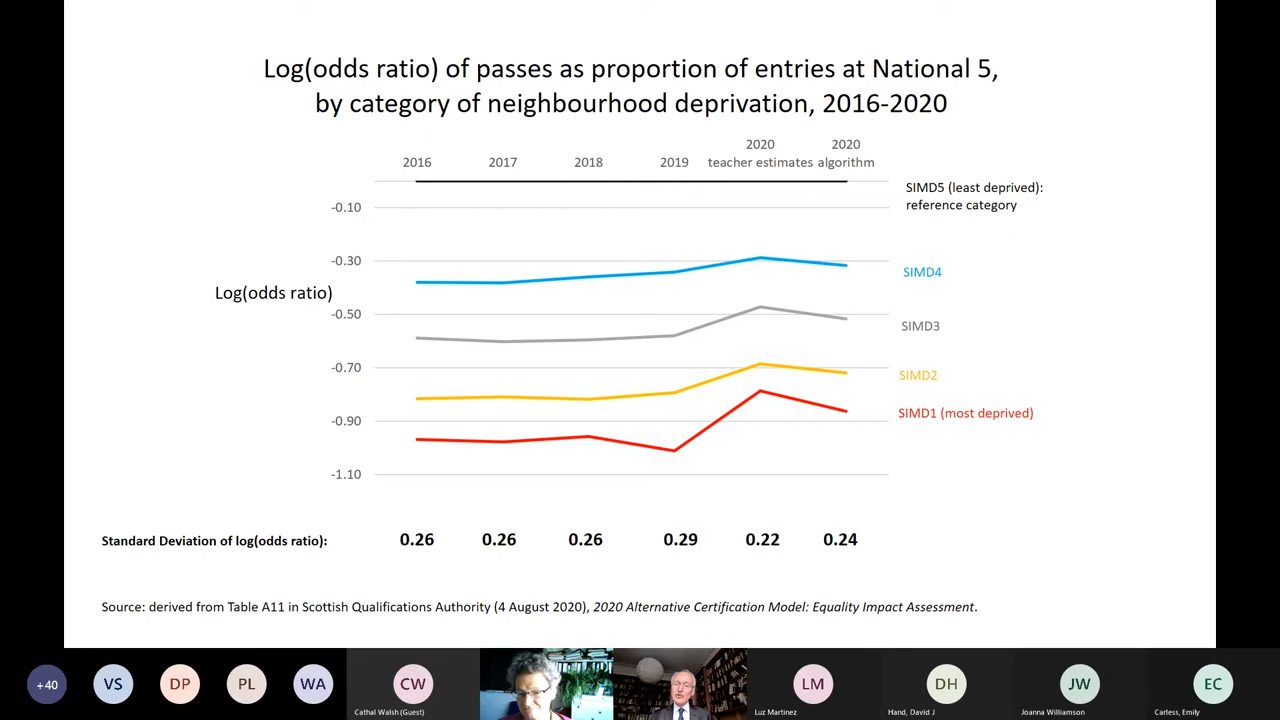 Log(odds ratio) of passes as proportion of entries at National 5,
by category of neighbourhood deprivation, 2016-2020
2016 2017 2018 2019 2020 teacher estimates 2020 algorithm
SIMD5 (least deprived):
reference category
-0.10
-0.30
SIMD4
Log(odds ratio)
-0.50
SIMD3
-0.70
SIMD2
-0.90
SIMD1 (most deprived)
-1.10
Standard Deviation of log(odds ratio): 0.26 0.26 0.26 0.29 0.22 0.24
Source: derived from Table A11 in Scottish Qualifications Authority (4 August 2020), 2020 Alternative Certification Model: Equality Impact Assessment.
+40 VS DP PL WA CW LM DH JW EC
Cathal Walsh (Guest) Luz Martinez Hand, David J Joanna Williamson Carless, Emily